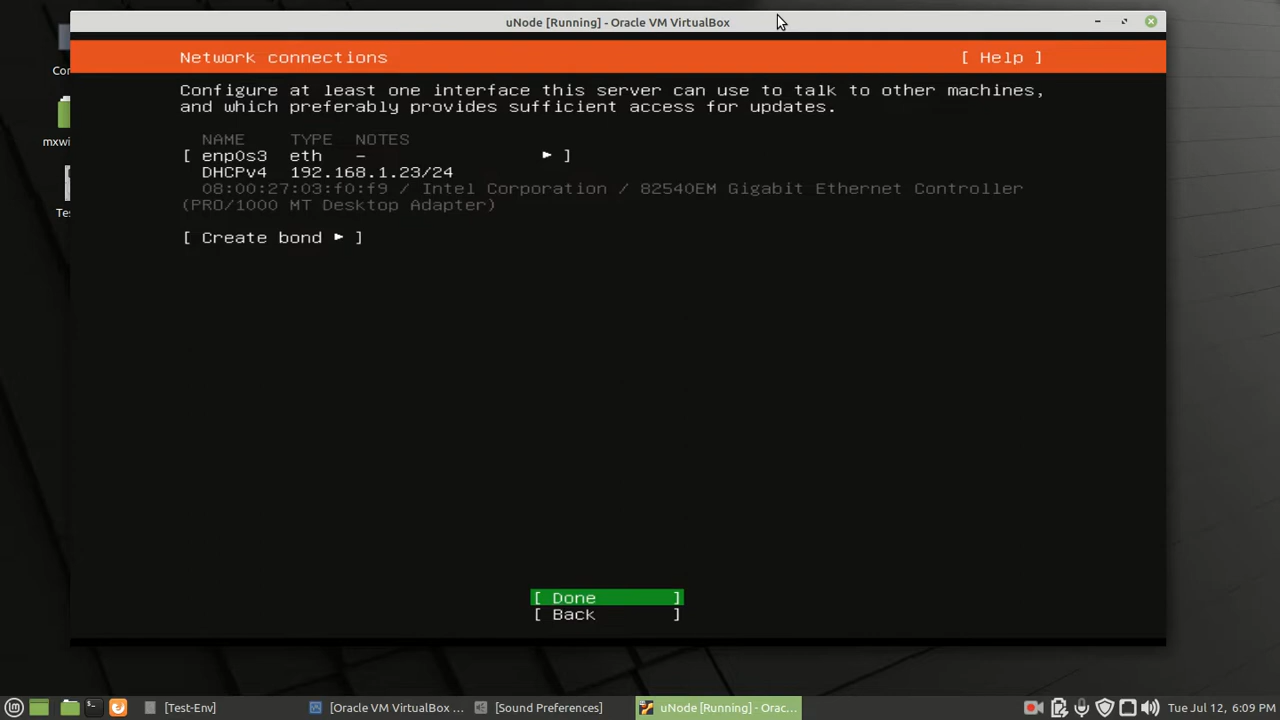 uNode [Running] - Oracle VM VirtualBox
Network connections [ Help ]
Configure at least one interface this server can use to talk to other machines,
and which preferably provides sufficient access for updates.
NAME TYPE NOTES
[ enp0s3 eth - ▸ ]
DHCPv4 192.168.1.23/24
08:00:27:03:f0:f9 / Intel Corporation / 82540EM Gigabit Ethernet Controller
(PRO/1000 MT Desktop Adapter)
[ Create bond ▸ ]
[ Done ]
[ Back ]
Co
mxwi
Tes
[Test-Env] [Oracle VM VirtualBox ... [Sound Preferences] uNode [Running] - Orac... Tue Jul 12, 6:09 PM